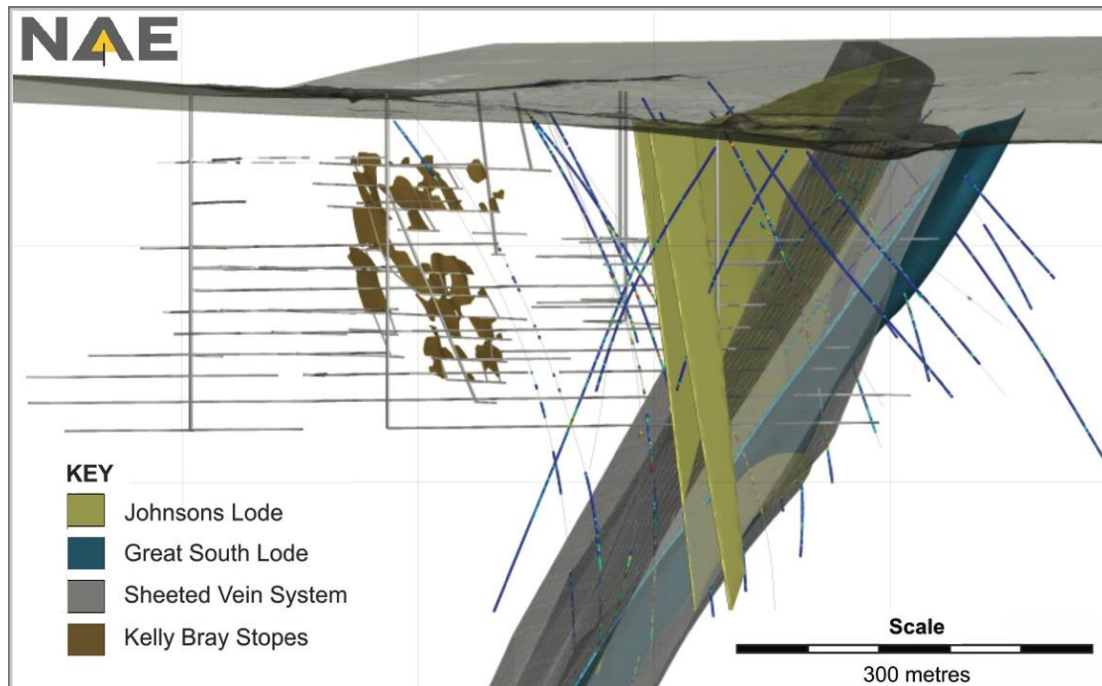 NAE
KEY
Johnsons Lode
Great South Lode
Sheeted Vein System
Kelly Bray Stopes
Scale
300 metres